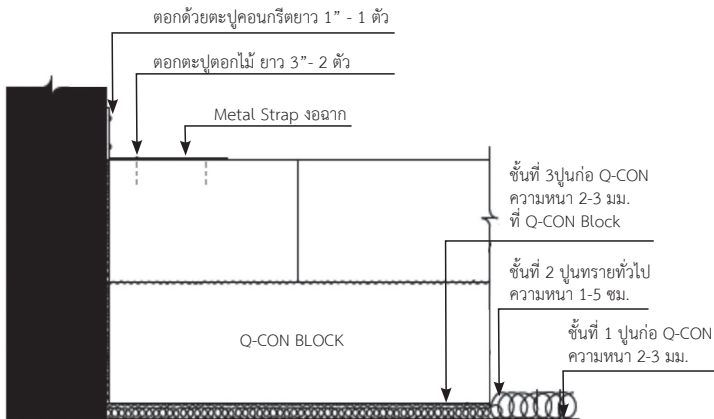 ตอกด้วยตะปูคอนกรีตยาว 1” - 1 ตัว
ตอกตะปูตอกไม้ ยาว 3”- 2 ตัว
Metal Strap งอฉาก
ชั้นที่ 3ปูนก่อ Q-CON
ความหนา 2-3 มม.
ที่ Q-CON Block
ชั้นที่ 2 ปูนทรายทั่วไป
ความหนา 1-5 ซม.
ชั้นที่ 1 ปูนก่อ Q-CON
ความหนา 2-3 มม.
Q-CON BLOCK